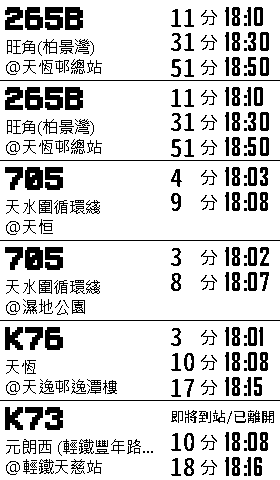 265B
旺角(柏景灣)
@天恆邨總站
11 分 18:10
31 分 18:30
51 分 18:50
265B
旺角(柏景灣)
@天恆邨總站
11 分 18:10
31 分 18:30
51 分 18:50
705
天水圍循環綫
@天恒
4 分 18:03
9 分 18:08
705
天水圍循環綫
@濕地公園
3 分 18:02
8 分 18:07
K76
天恆
@天逸邨逸潭樓
3 分 18:01
10 分 18:08
17 分 18:15
K73
元朗西 (輕鐵豐年路...
@輕鐵天慈站
即將到站/已離開
10 分 18:08
18 分 18:16